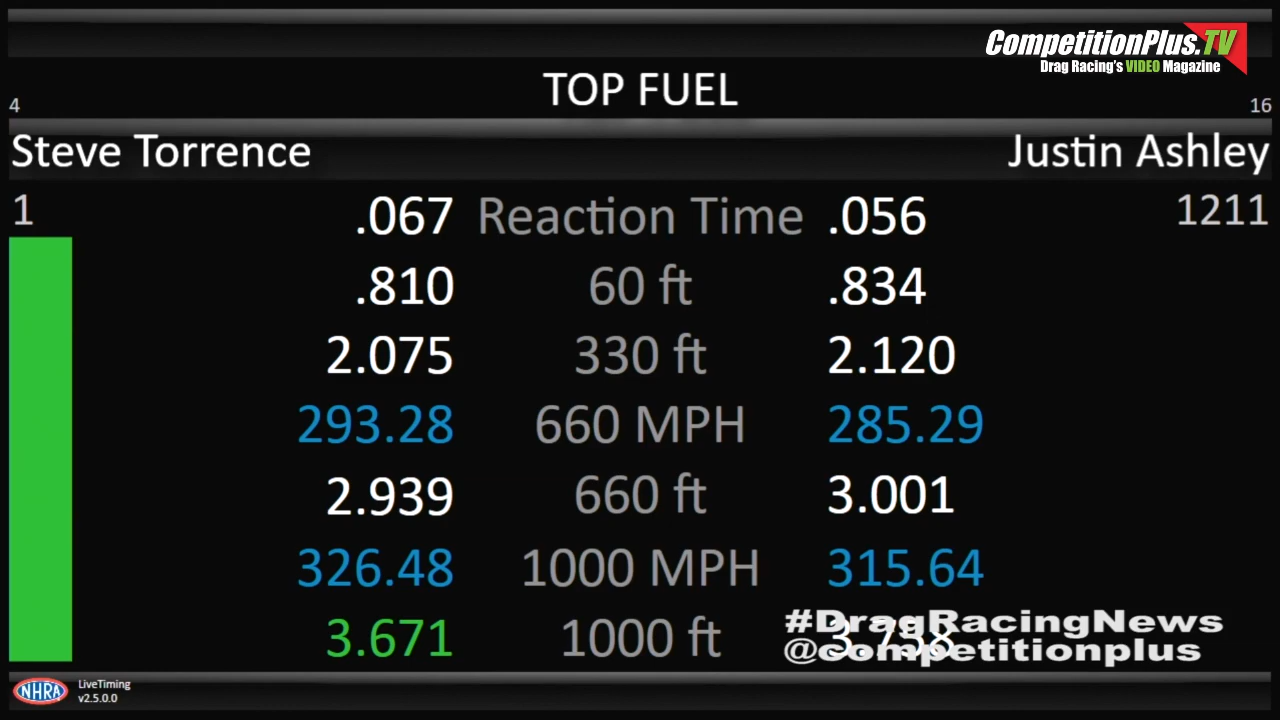 CompetitionPlus.TV
Drag Racing's VIDEO Magazine
TOP FUEL
4 16
Steve Torrence Justin Ashley
1 1211
.067 Reaction Time .056
.810 60 ft .834
2.075 330 ft 2.120
293.28 660 MPH 285.29
2.939 660 ft 3.001
326.48 1000 MPH 315.64
3.671 1000 ft 3.738
#DragRacingNews
@competitionplus
NHRA LiveTiming
v2.5.0.0